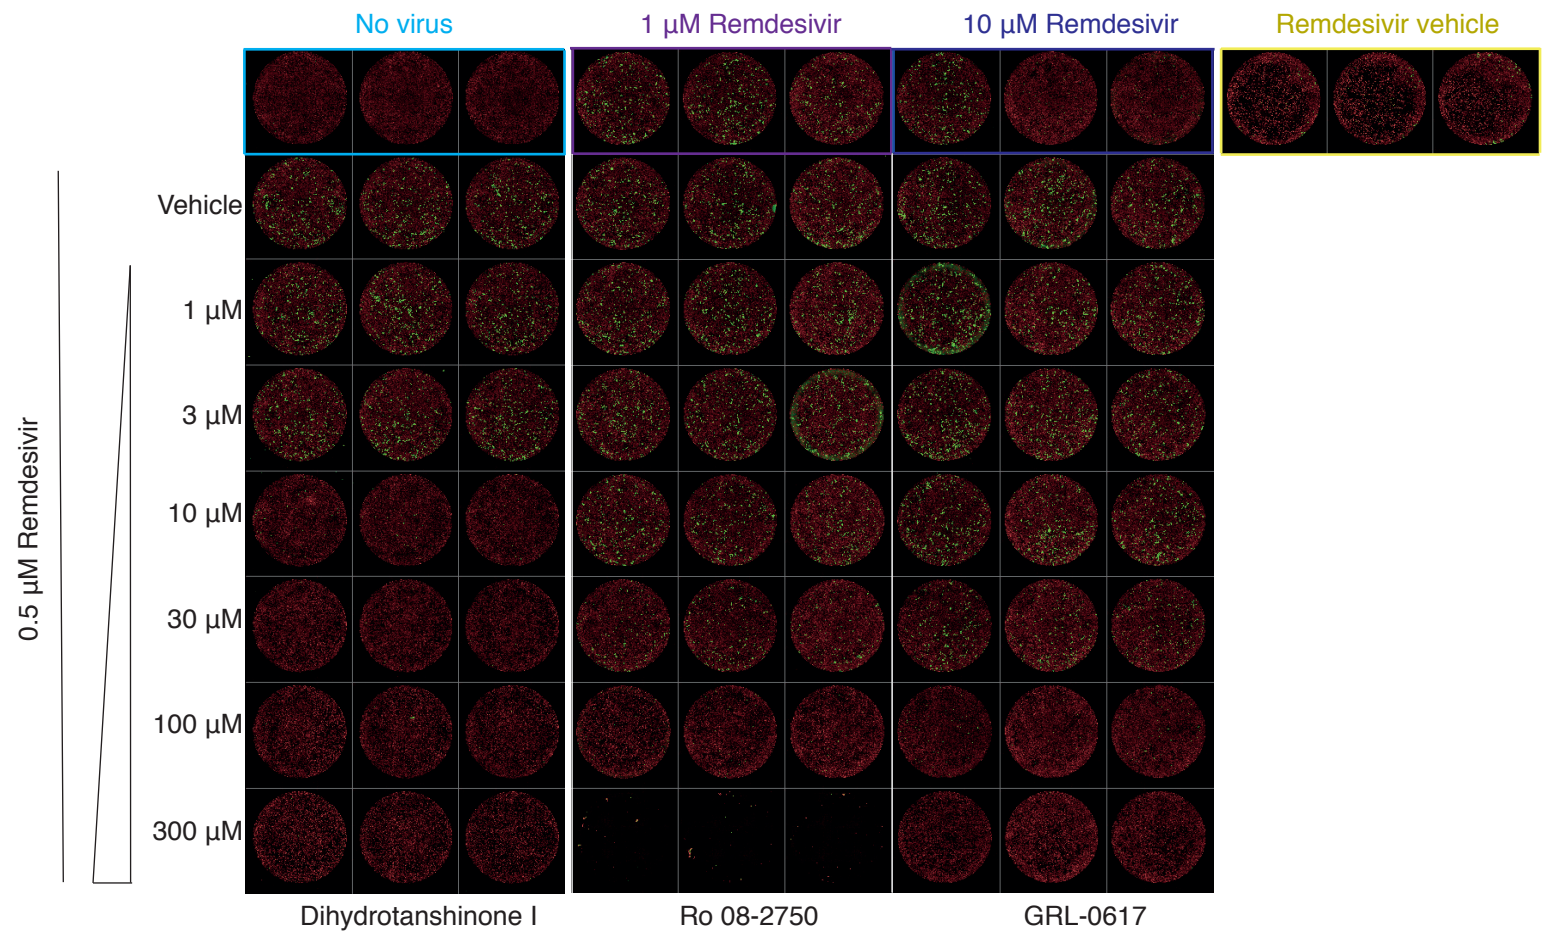 No virus
1 µM Remdesivir
10 µM Remdesivir
Remdesivir vehicle
0.5 µM Remdesivir
Vehicle
1 µM
3 µM
10 µM
30 µM
100 µM
300 µM
Dihydrotanshinone I
Ro 08-2750
GRL-0617